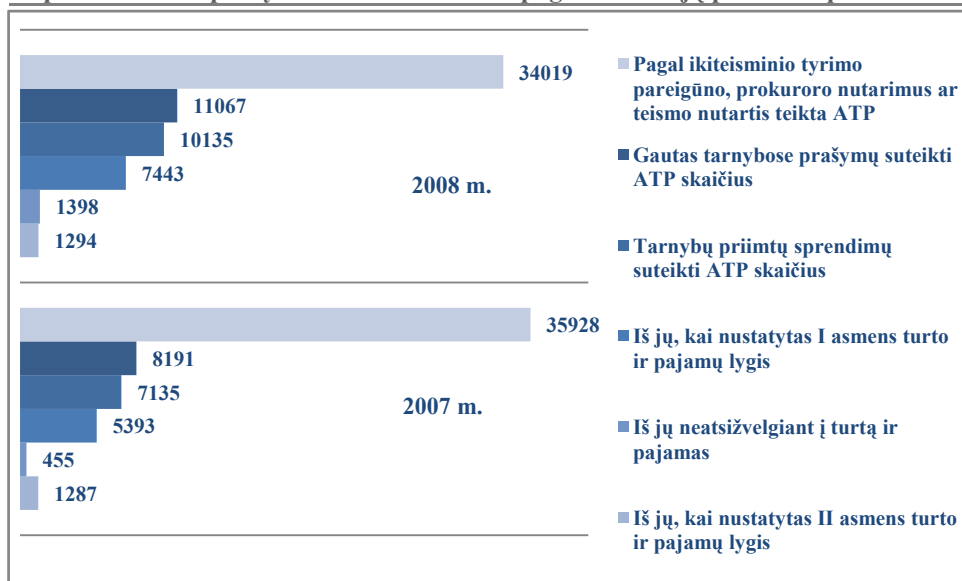 34019
11067
10135
7443
1398
1294
2008 m.
35928
8191
7135
5393
455
1287
2007 m.
Pagal ikiteisminio tyrimo
pareigūno, prokuroro nutarimus ar
teismo nutartis teikta ATP
Gautas tarnybose prašymų suteikti
ATP skaičius
Tarnybų priimtų sprendimų
suteikti ATP skaičius
Iš jų, kai nustatytas I asmens turto
ir pajamų lygis
Iš jų neatsižvelgiant į turtą ir
pajamas
Iš jų, kai nustatytas II asmens turto
ir pajamų lygis